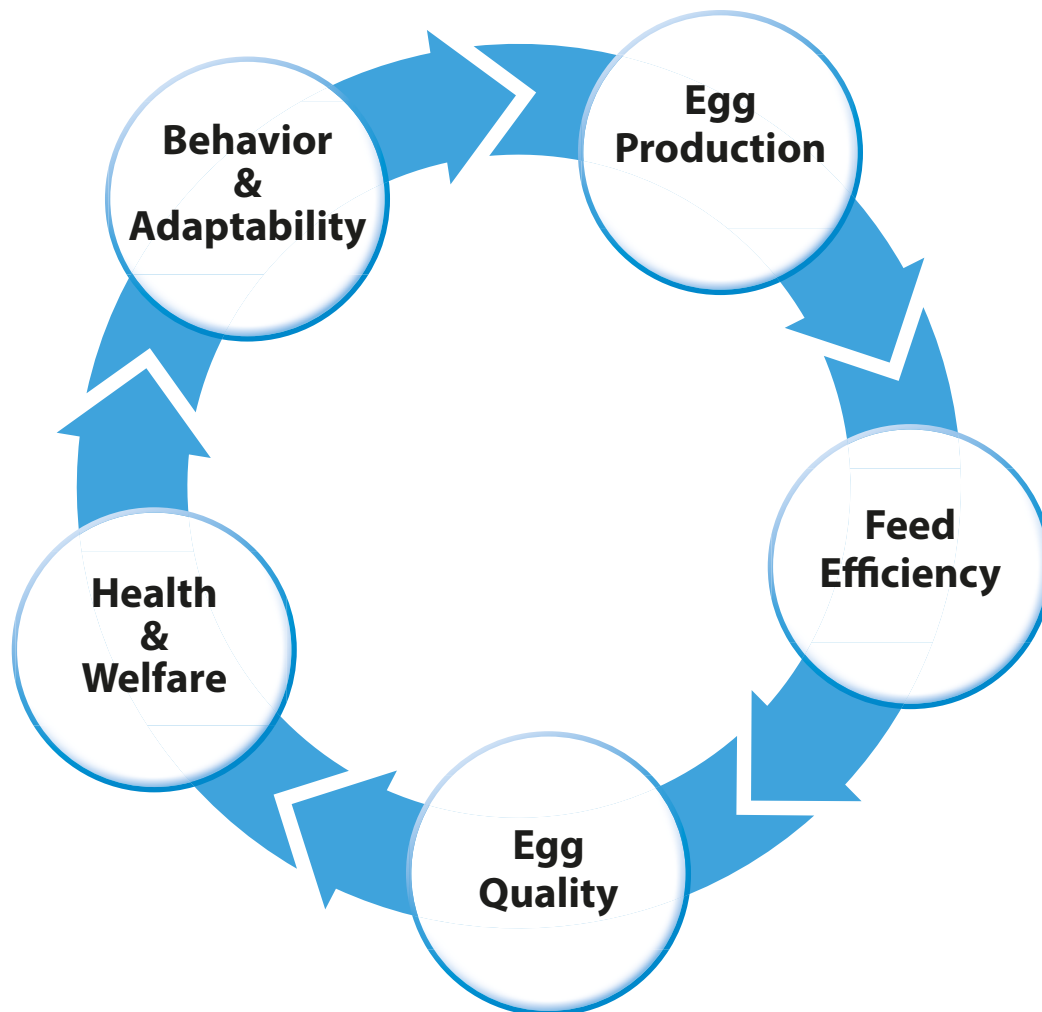 Behavior
&
Adaptability
Egg
Production
Feed
Efficiency
Egg
Quality
Health
&
Welfare